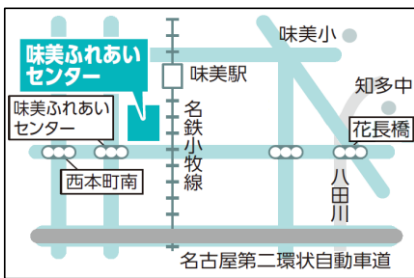 味美ふれあい
センター
味美小
味美駅
知多中
味美ふれあい
センター
名鉄小牧線
花長橋
西本町南
八田川
名古屋第二環状自動車道